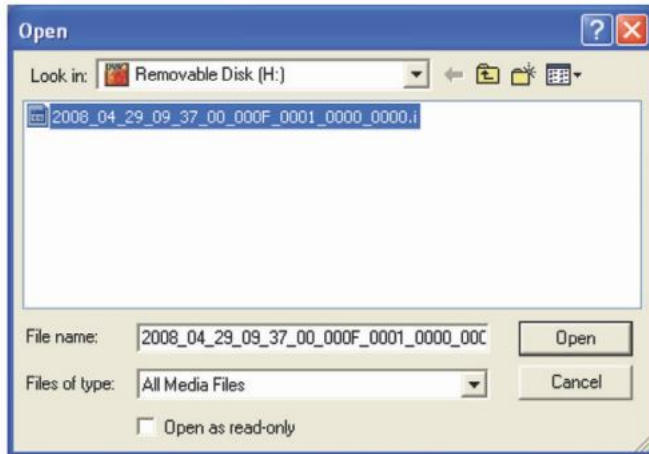 Open
Look in: Removable Disk (H:)
2008_04_29_09_37_00_000F_0001_0000_0000.i
File name: 2008_04_29_09_37_00_000F_0001_0000_000 Open
Files of type: All Media Files Cancel
Open as read-only